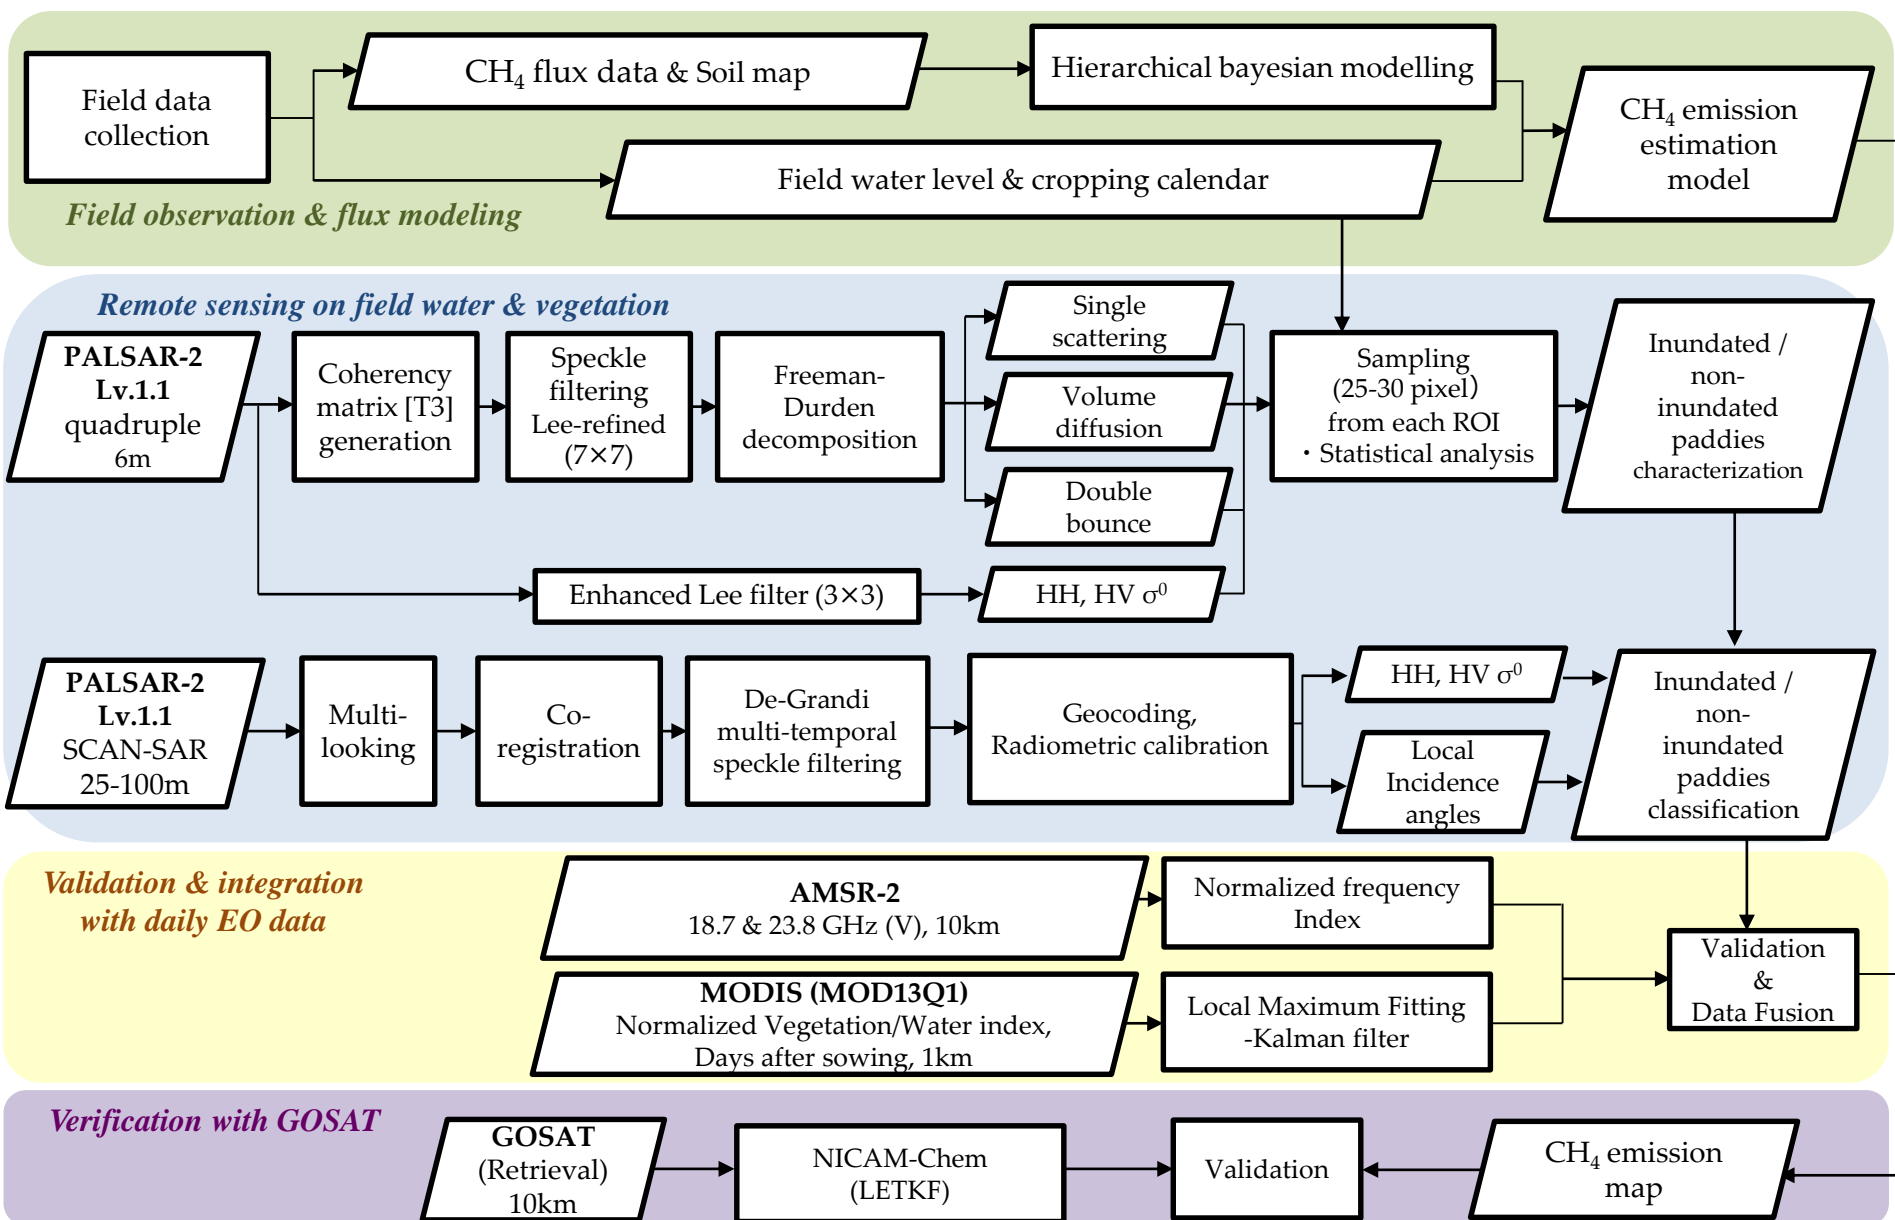 Field data
collection
CH₄ flux data & Soil map
Hierarchical bayesian modelling
CH₄ emission
estimation
model
Field water level & cropping calendar
Field observation & flux modeling
Remote sensing on field water & vegetation
PALSAR-2
Lv.1.1
quadruple
6m
Coherency
matrix [T3]
generation
Speckle
filtering
Lee-refined
(7×7)
Freeman-
Durden
decomposition
Single
scattering
Volume
diffusion
Double
bounce
Sampling
(25-30 pixel)
from each ROI
・Statistical analysis
Inundated /
non-
inundated
paddies
characterization
Enhanced Lee filter (3×3)
HH, HV σ⁰
PALSAR-2
Lv.1.1
SCAN-SAR
25-100m
Multi-
looking
Co-
registration
De-Grandi
multi-temporal
speckle filtering
Geocoding,
Radiometric calibration
HH, HV σ⁰
Local
Incidence
angles
Inundated /
non-
inundated
paddies
classification
Validation & integration
with daily EO data
AMSR-2
18.7 & 23.8 GHz (V), 10km
Normalized frequency
Index
MODIS (MOD13Q1)
Normalized Vegetation/Water index,
Days after sowing, 1km
Local Maximum Fitting
-Kalman filter
Validation
&
Data Fusion
Verification with GOSAT
GOSAT
(Retrieval)
10km
NICAM-Chem
(LETKF)
Validation
CH₄ emission
map